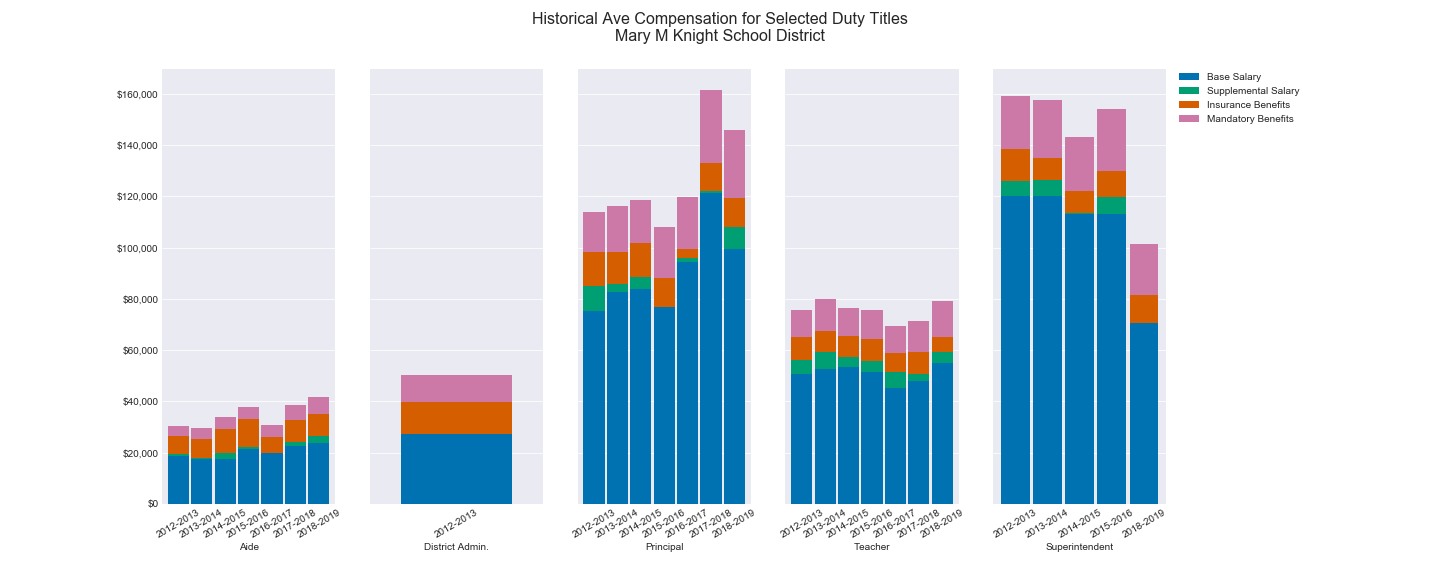 Historical Ave Compensation for Selected Duty Titles
Mary M Knight School District
Base Salary
Supplemental Salary
Insurance Benefits
Mandatory Benefits
$160,000
$140,000
$120,000
$100,000
$80,000
$60,000
$40,000
$20,000
$0
2012-2013 2013-2014 2014-2015 2015-2016 2016-2017 2017-2018 2018-2019
Aide
2012-2013
District Admin.
2012-2013 2013-2014 2014-2015 2015-2016 2016-2017 2017-2018 2018-2019
Principal
2012-2013 2013-2014 2014-2015 2015-2016 2016-2017 2017-2018 2018-2019
Teacher
2012-2013 2013-2014 2014-2015 2015-2016 2018-2019
Superintendent